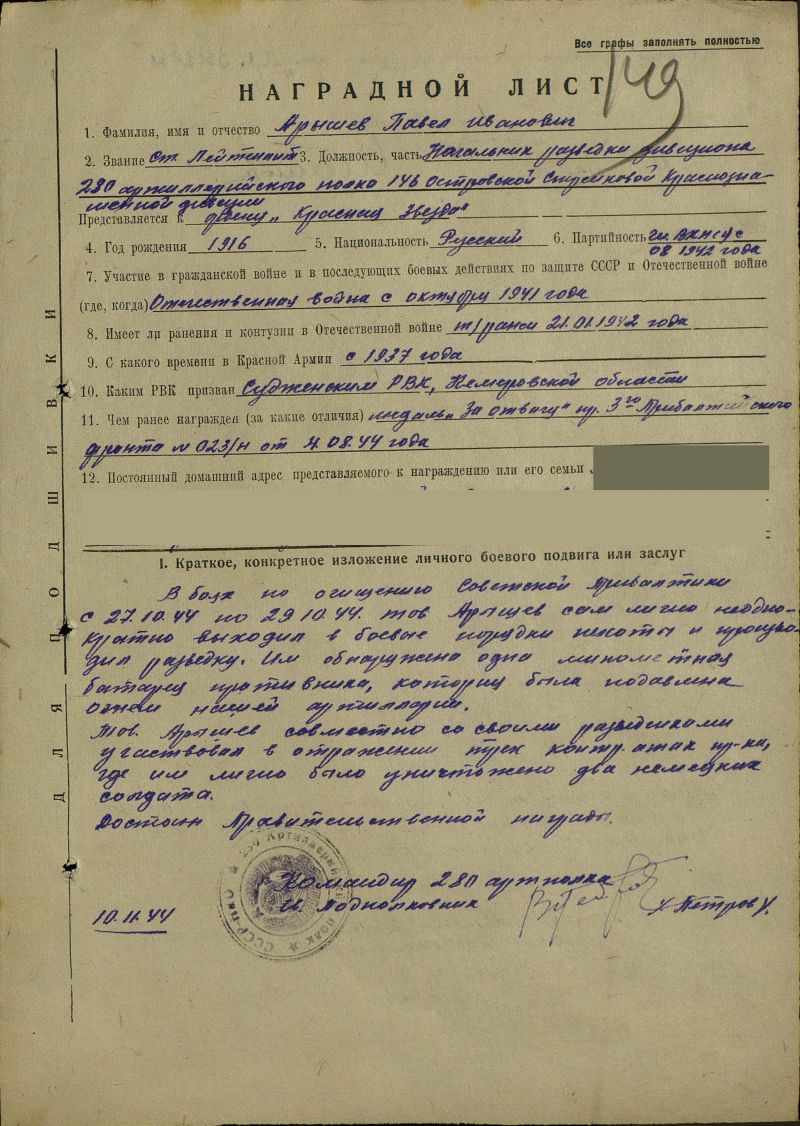 Все графы заполнять полностью
149
НАГРАДНОЙ ЛИСТ
1. Фамилия, имя и отчество Арышев Павел Иванович
2. Звание ст. Лейтенант 3. Должность, часть Начальник разведки дивизиона
280 артиллерийского полка 146 Островской Стрелковой Краснозна-
менной дивизии
Представляется к ордену „Красная Звезда"
4. Год рождения 1916 5. Национальность Русский 6. Партийность чл. ВКП(б) с
08 1942 года
7. Участие в гражданской войне и в последующих боевых действиях по защите СССР и Отечественной войне
(где, когда) Отечественная война с октября 1941 года
8. Имеет ли ранения и контузии в Отечественной войне т/ранен 21.01.1942 года
9. С какого времени в Красной Армии с 1937 года
10. Каким РВК призван Судженским РВК, Кемеровской области
11. Чем ранее награжден (за какие отличия) медаль „За отвагу" пр. 3го Прибалтийского
фронта № 023/н от 4.08.44 года
12. Постоянный домашний адрес представляемого к награждению или его семьи
I. Краткое, конкретное изложение личного боевого подвига или заслуг
В боях по очищению Советской Прибалтики
с 27.10.44 по 29.10.44. тов Арышев сам лично неодно-
кратно выходил в боевые порядки пехоты и произво-
дил разведку. Им обнаружена одна минометная
батарея противника, которая была подавлена
огнем нашей артиллерии.
Тов. Арышев совместно со своими разведчиками
участвовал в отражении трех контратак пр-ка,
где им лично было уничтожено два немецких
солдата.
Достоин Правительственной награды.
Командир 280 артполка
Подполковник
/Петров/.
10.11.44
ДЛЯ ПОДШИВКИ